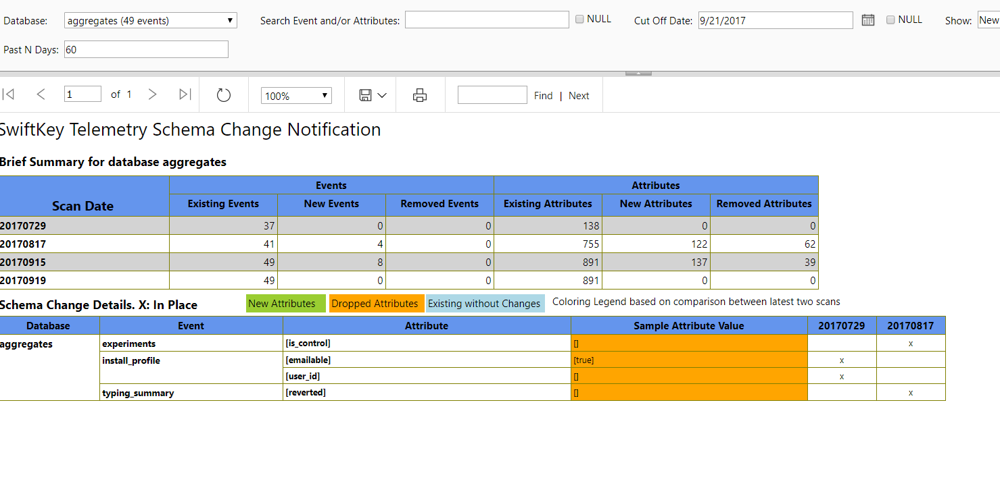 Database: aggregates (49 events) Search Event and/or Attributes: NULL Cut Off Date: 9/21/2017 NULL Show: New
Past N Days: 60
1 of 1 100% Find | Next
SwiftKey Telemetry Schema Change Notification
Brief Summary for database aggregates
Events Attributes
Scan Date Existing Events New Events Removed Events Existing Attributes New Attributes Removed Attributes
20170729 37 0 0 138 0 0
20170817 41 4 0 755 122 62
20170915 49 8 0 891 137 39
20170919 49 0 0 891 0 0
Schema Change Details. X: In Place New Attributes Dropped Attributes Existing without Changes Coloring Legend based on comparison between latest two scans
Database Event Attribute Sample Attribute Value 20170729 20170817
aggregates experiments [is_control] [] x
install_profile [emailable] [true] x
[user_id] [] x
typing_summary [reverted] [] x